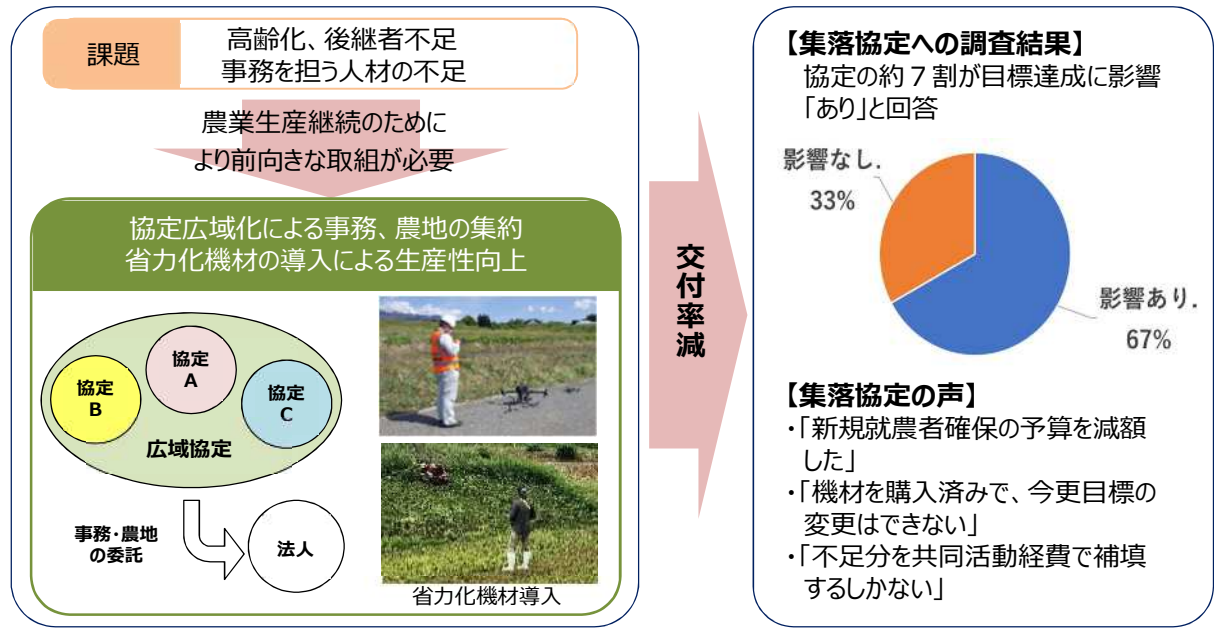 課題
高齢化、後継者不足
事務を担う人材の不足
農業生産継続のために
より前向きな取組が必要
協定広域化による事務、農地の集約
省力化機材の導入による生産性向上
協定
A
協定
B
協定
C
広域協定
事務・農地
の委託
法人
省力化機材導入
交付率減
【集落協定への調査結果】
協定の約７割が目標達成に影響
「あり」と回答
影響なし.
33%
影響あり.
67%
【集落協定の声】
・「新規就農者確保の予算を減額
した」
・「機材を購入済みで、今更目標の
変更はできない」
・「不足分を共同活動経費で補填
するしかない」